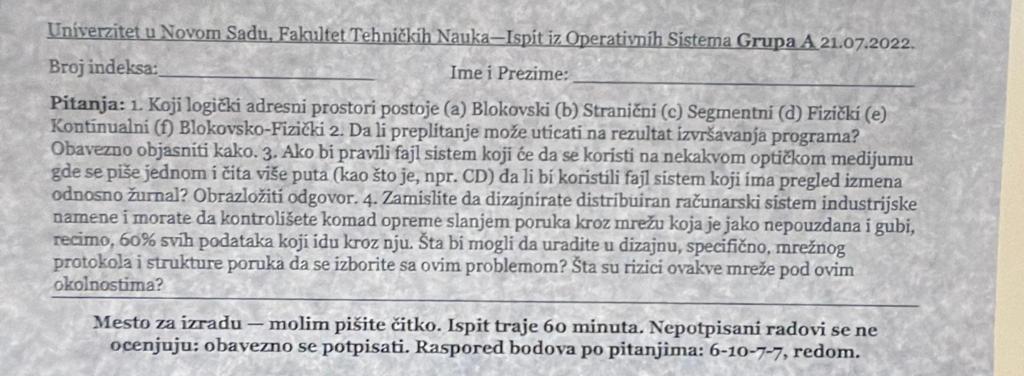 Univerzitet u Novom Sadu, Fakultet Tehničkih Nauka—Ispit iz Operativnih Sistema Grupa A 21.07.2022.
Broj indeksa:____________________ Ime i Prezime: ____________________
Pitanja: 1. Koji logički adresni prostori postoje (a) Blokovski (b) Stranični (c) Segmentni (d) Fizički (e)
Kontinualni (f) Blokovsko-Fizički 2. Da li preplitanje može uticati na rezultat izvršavanja programa?
Obavezno objasniti kako. 3. Ako bi pravili fajl sistem koji će da se koristi na nekakvom optičkom medijumu
gde se piše jednom i čita više puta (kao što je, npr. CD) da li bi koristili fajl sistem koji ima pregled izmena
odnosno žurnal? Obrazložiti odgovor. 4. Zamislite da dizajnirate distribuiran računarski sistem industrijske
namene i morate da kontrolišete komad opreme slanjem poruka kroz mrežu koja je jako nepouzdana i gubi,
recimo, 60% svih podataka koji idu kroz nju. Šta bi mogli da uradite u dizajnu, specifično, mrežnog
protokola i strukture poruka da se izborite sa ovim problemom? Šta su rizici ovakve mreže pod ovim
okolnostima?
Mesto za izradu — molim pišite čitko. Ispit traje 60 minuta. Nepotpisani radovi se ne
ocenjuju: obavezno se potpisati. Raspored bodova po pitanjima: 6-10-7-7, redom.